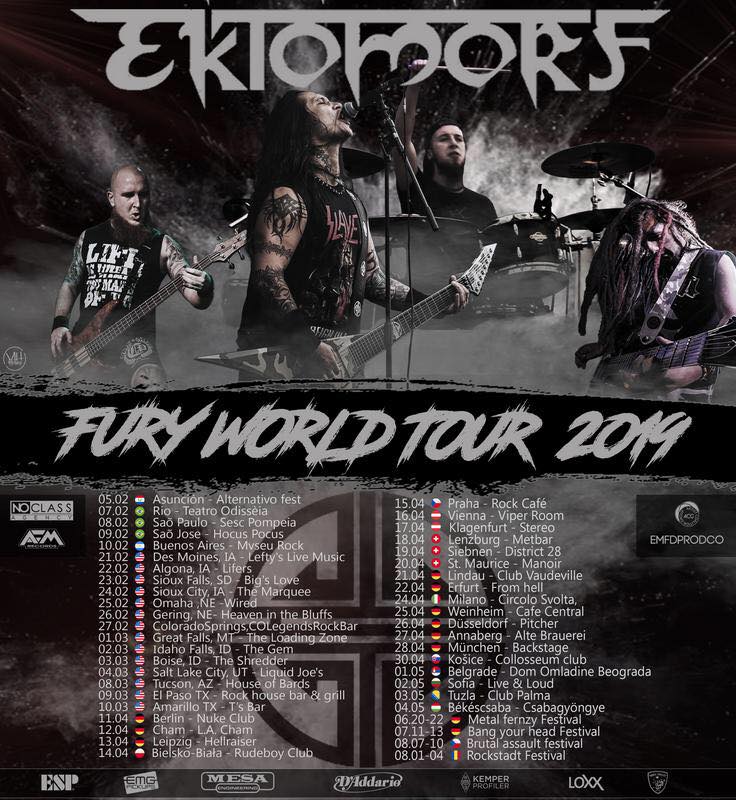 EKTOMORF
SLAYER
FURY WORLD TOUR 2019
NO CLASS
AGENCY
AFM
RECORDS
05.02 Asunción - Alternativo fest
07.02 Rio - Teatro Odissèia
08.02 Saö Paulo - Sesc Pompeia
09.02 Saõ Jose - Hocus Pocus
10.02 Buenos Aires - Mvseu Rock
21.02 Des Moines, IA - Lefty's Live Music
22.02 Algona, IA - Lifers
23.02 Sioux Falls, SD - Big's Love
24.02 Sioux City, IA - The Marquee
25.02 Omaha ,NE -Wired
26.02 Gering, NE- Heaven in the Bluffs
27.02 ColoradoSprings,COLegendsRockBar
01.03 Great Falls, MT - The Loading Zone
02.03 Idaho Falls, ID - The Gem
03.03 Boise, ID - The Shredder
04.03 Salt Lake City, UT - Liquid Joe's
08.03 Tucson, AZ - House of Bards
09.03 El Paso TX - Rock house bar & grill
10.03 Amarillo TX - T's Bar
11.04 Berlin - Nuke Club
12.04 Cham - L.A. Cham
13.04 Leipzig - Hellraiser
14.04 Bielsko-Biała - Rudeboy Club
15.04 Praha - Rock Café
16.04 Vienna - Viper Room
17.04 Klagenfurt - Stereo
18.04 Lenzburg - Metbar
19.04 Siebnen - District 28
20.04 St. Maurice - Manoir
21.04 Lindau - Club Vaudeville
22.04 Erfurt - From hell
24.04 Milano - Circolo Svolta,
25.04 Weinheim - Cafe Central
26.04 Düsseldorf - Pitcher
27.04 Annaberg - Alte Brauerei
28.04 München - Backstage
30.04 Košice - Collosseum club
01.05 Belgrade - Dom Omladine Beograda
02.05 Sofia - Live & Loud
03.05 Tuzla - Club Palma
04.05 Békéscsaba - Csabagyöngye
06.20-22 Metal fernzy Festival
07.11-13 Bang your head Festival
08.07-10 Brutal assault festival
08.01-04 Rockstadt Festival
EMFDPRODCO
ESP
EMG
PICKUPS
MESA
ENGINEERING
D'Addario
KEMPER
PROFILER
LOXX